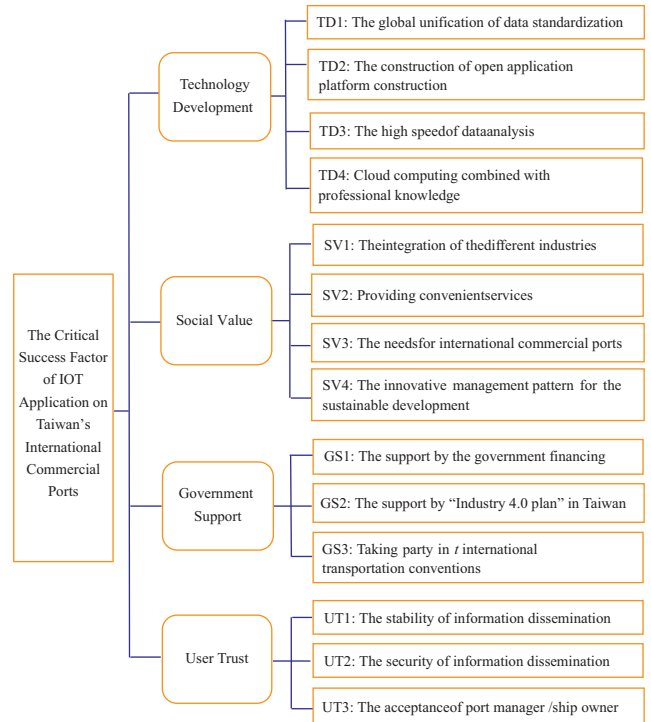 The Critical
Success Factor
of IOT
Application on
Taiwan's
International
Commercial
Ports
Technology
Development
TD1: The global unification of data standardization
TD2: The construction of open application
platform construction
TD3: The high speedof dataanalysis
TD4: Cloud computing combined with
professional knowledge
Social Value
SV1: Theintegration of thedifferent industries
SV2: Providing convenientservices
SV3: The needsfor international commercial ports
SV4: The innovative management pattern for the
sustainable development
Government
Support
GS1: The support by the government financing
GS2: The support by “Industry 4.0 plan” in Taiwan
GS3: Taking party in t international
transportation conventions
User Trust
UT1: The stability of information dissemination
UT2: The security of information dissemination
UT3: The acceptanceof port manager /ship owner